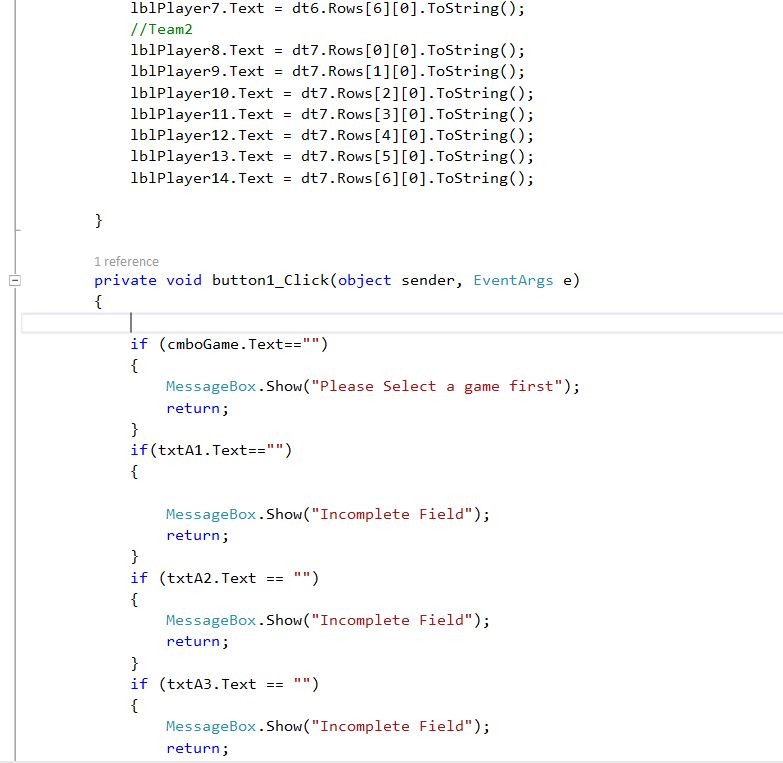 lblPlayer7.Text = dt6.Rows[6][0].ToString();
//Team2
lblPlayer8.Text = dt7.Rows[0][0].ToString();
lblPlayer9.Text = dt7.Rows[1][0].ToString();
lblPlayer10.Text = dt7.Rows[2][0].ToString();
lblPlayer11.Text = dt7.Rows[3][0].ToString();
lblPlayer12.Text = dt7.Rows[4][0].ToString();
lblPlayer13.Text = dt7.Rows[5][0].ToString();
lblPlayer14.Text = dt7.Rows[6][0].ToString();
}
1 reference
private void button1_Click(object sender, EventArgs e)
{
if (cmboGame.Text=="")
{
MessageBox.Show("Please Select a game first");
return;
}
if(txtA1.Text=="")
{
MessageBox.Show("Incomplete Field");
return;
}
if (txtA2.Text == "")
{
MessageBox.Show("Incomplete Field");
return;
}
if (txtA3.Text == "")
{
MessageBox.Show("Incomplete Field");
return;